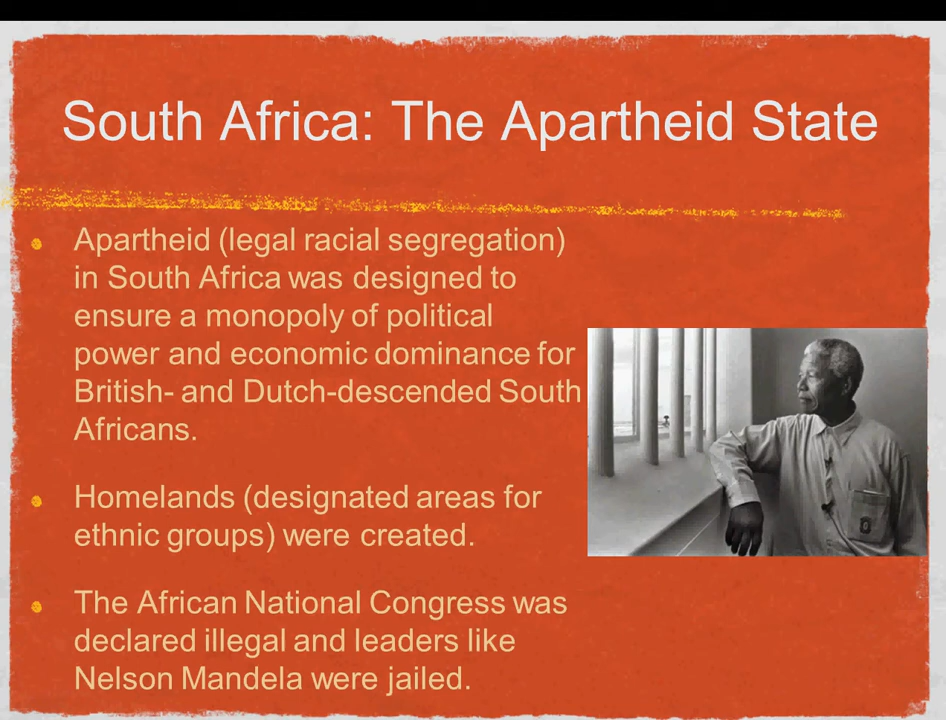 South Africa: The Apartheid State
Apartheid (legal racial segregation)
in South Africa was designed to
ensure a monopoly of political
power and economic dominance for
British- and Dutch-descended South
Africans.
Homelands (designated areas for
ethnic groups) were created.
The African National Congress was
declared illegal and leaders like
Nelson Mandela were jailed.